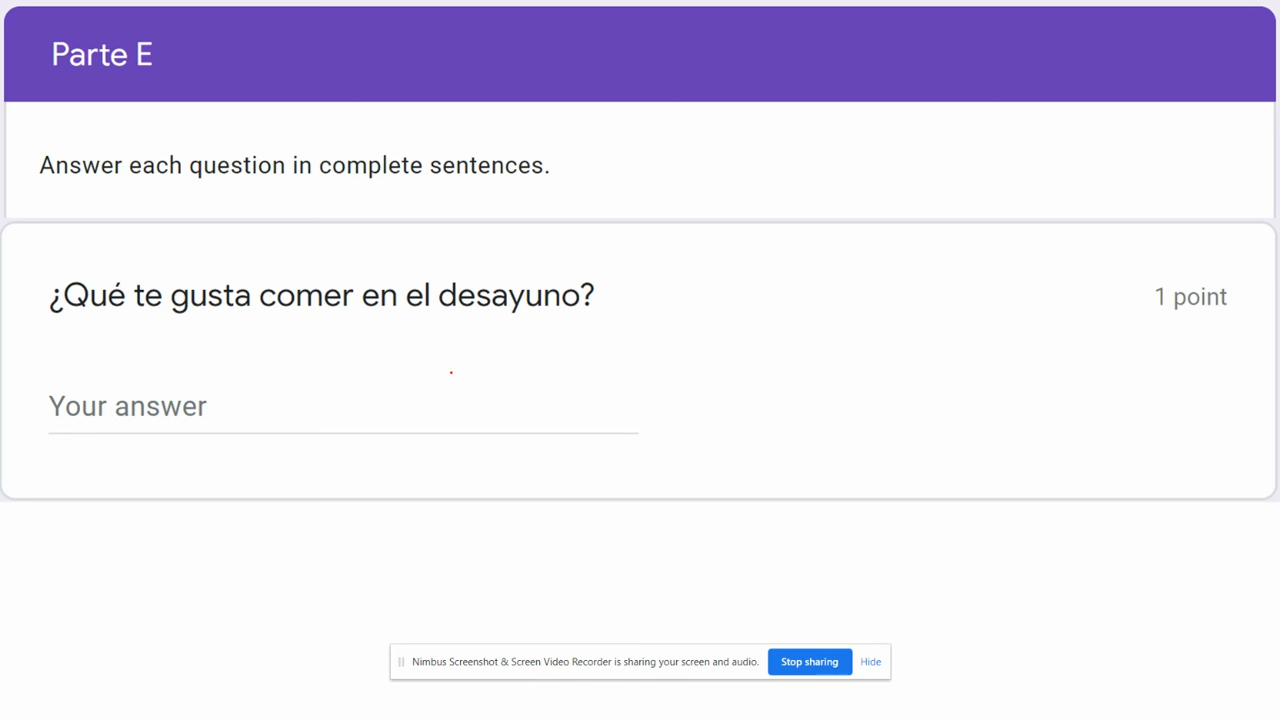 Parte E
Answer each question in complete sentences.
¿Qué te gusta comer en el desayuno?
1 point
Your answer
Nimbus Screenshot & Screen Video Recorder is sharing your screen and audio.
Stop sharing
Hide